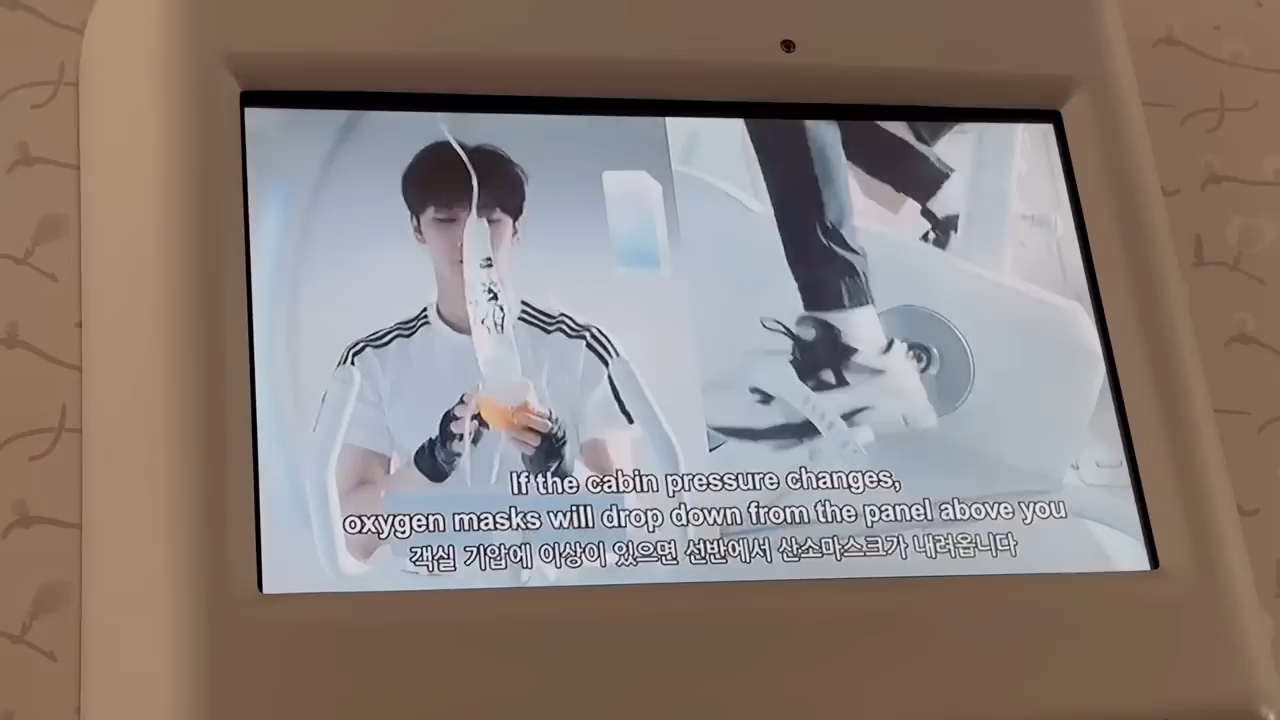 If the cabin pressure changes,
oxygen masks will drop down from the panel above you
객실 기압에 이상이 있으면 선반에서 산소마스크가 내려옵니다